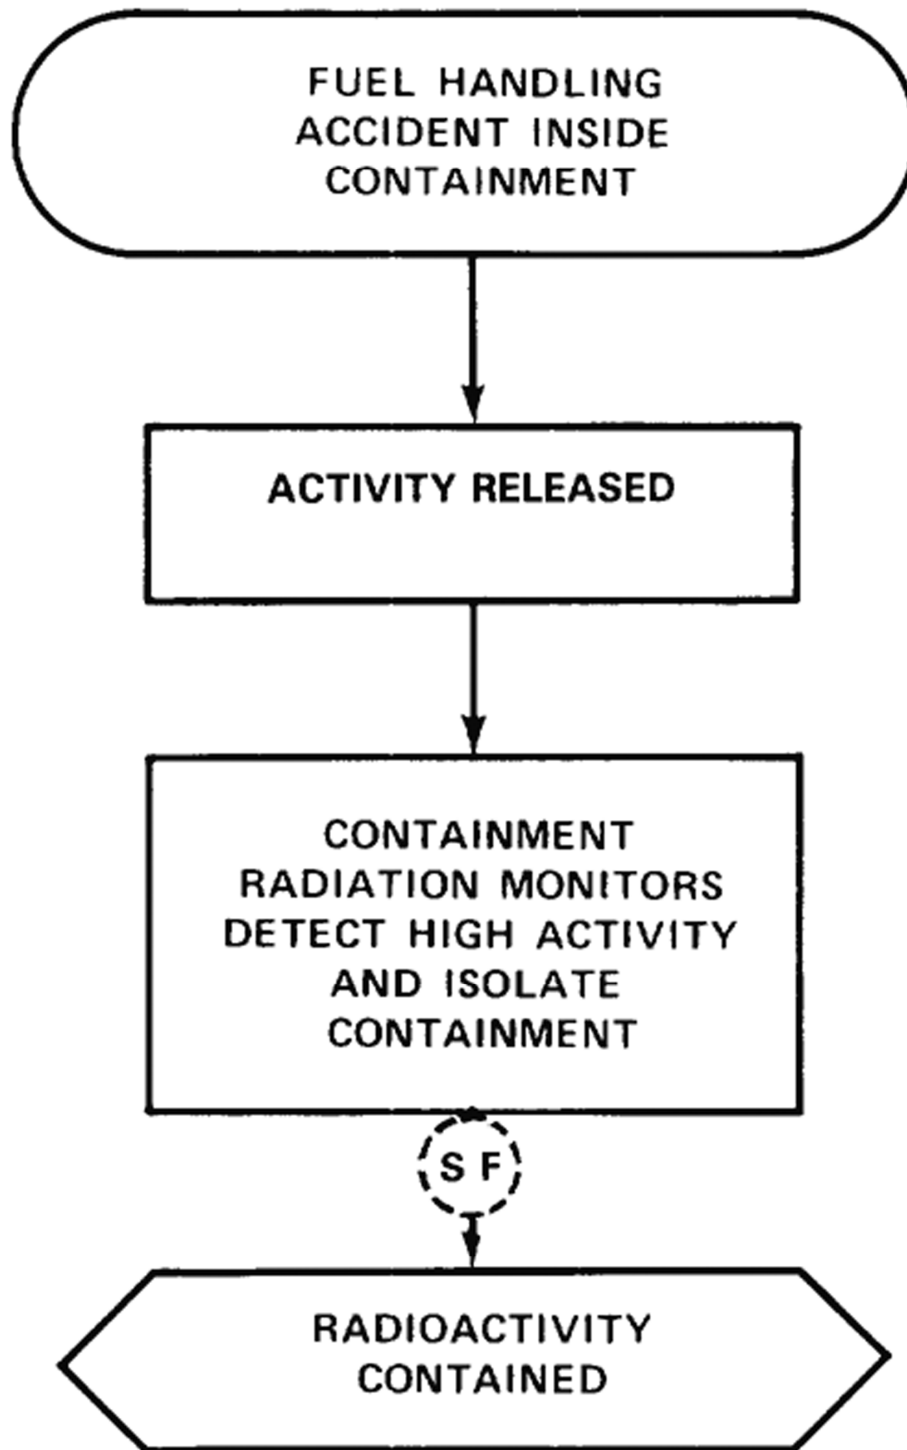 FUEL HANDLING
ACCIDENT INSIDE
CONTAINMENT
ACTIVITY RELEASED
CONTAINMENT
RADIATION MONITORS
DETECT HIGH ACTIVITY
AND ISOLATE
CONTAINMENT
S F
RADIOACTIVITY
CONTAINED